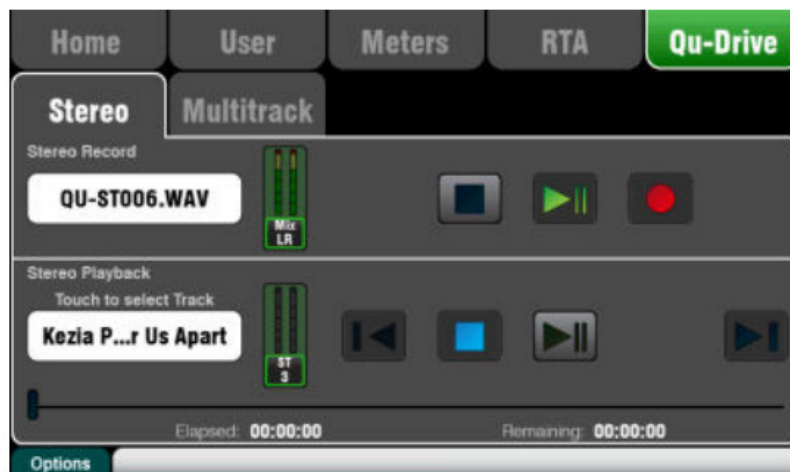 Home User Meters RTA Qu-Drive
Stereo Multitrack
Stereo Record
QU-ST006.WAV
Mix
LR
Stereo Playback
Touch to select Track
Kezia P...r Us Apart
ST
3
Elapsed: 00:00:00 Remaining: 00:00:00
Options